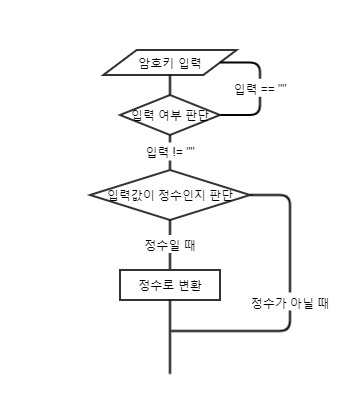 암호키 입력
입력 == ""
입력 여부 판단
입력 != ""
입력값이 정수인지 판단
정수일 때
정수로 변환
정수가 아닐 때